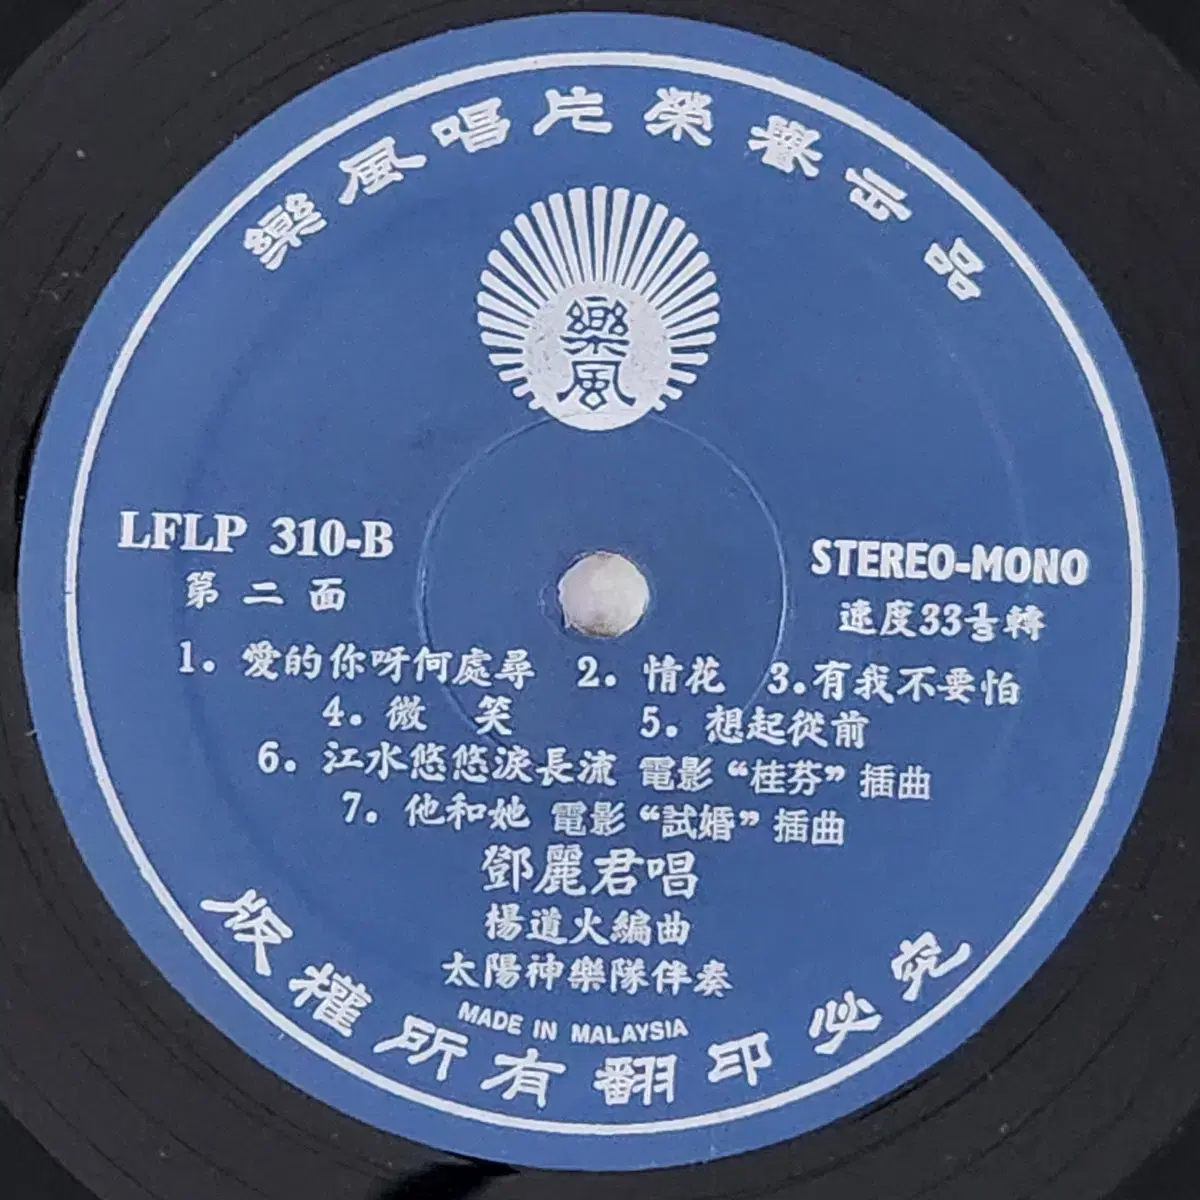 樂風唱片榮譽出品
樂風
LFLP 310-B
第二面
STEREO-MONO
速度33⅓轉
1. 愛的你呀何處尋 2. 情花 3. 有我不要怕
4. 微 笑 5. 想起從前
6. 江水悠悠淚長流 電影“桂芬”插曲
7. 他和她 電影“試婚”插曲
鄧麗君唱
楊道火編曲
太陽神樂隊伴奏
MADE IN MALAYSIA
版權所有翻印必究